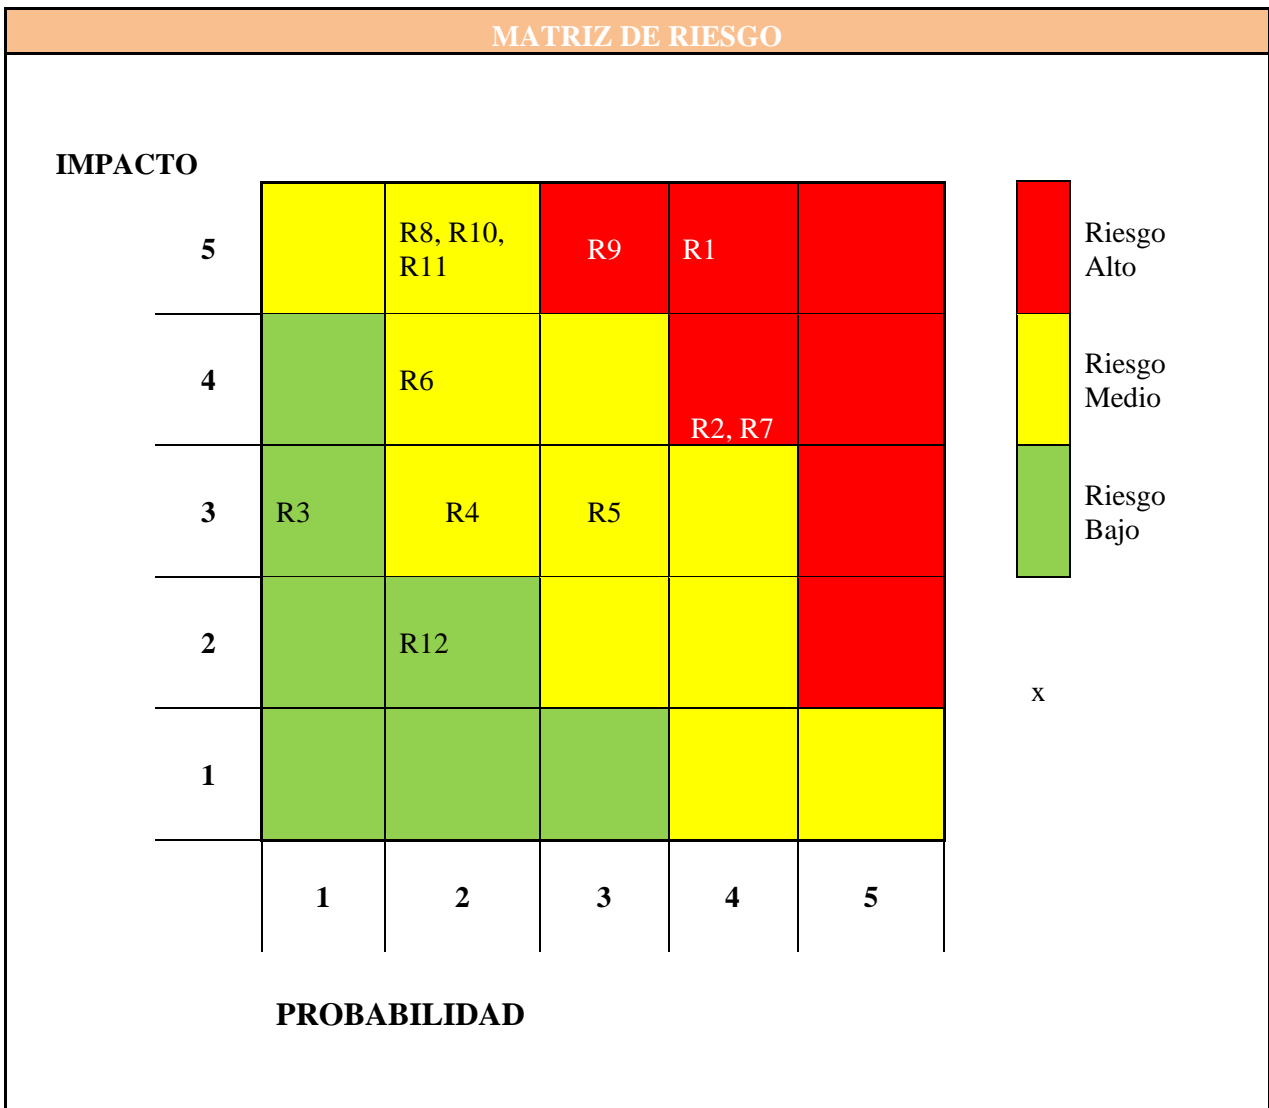 MATRIZ DE RIESGO
IMPACTO
5
R8, R10,
R11
R9
R1
Riesgo
Alto
4
R6
R2, R7
Riesgo
Medio
3
R3
R4
R5
Riesgo
Bajo
2
R12
x
1
1
2
3
4
5
PROBABILIDAD